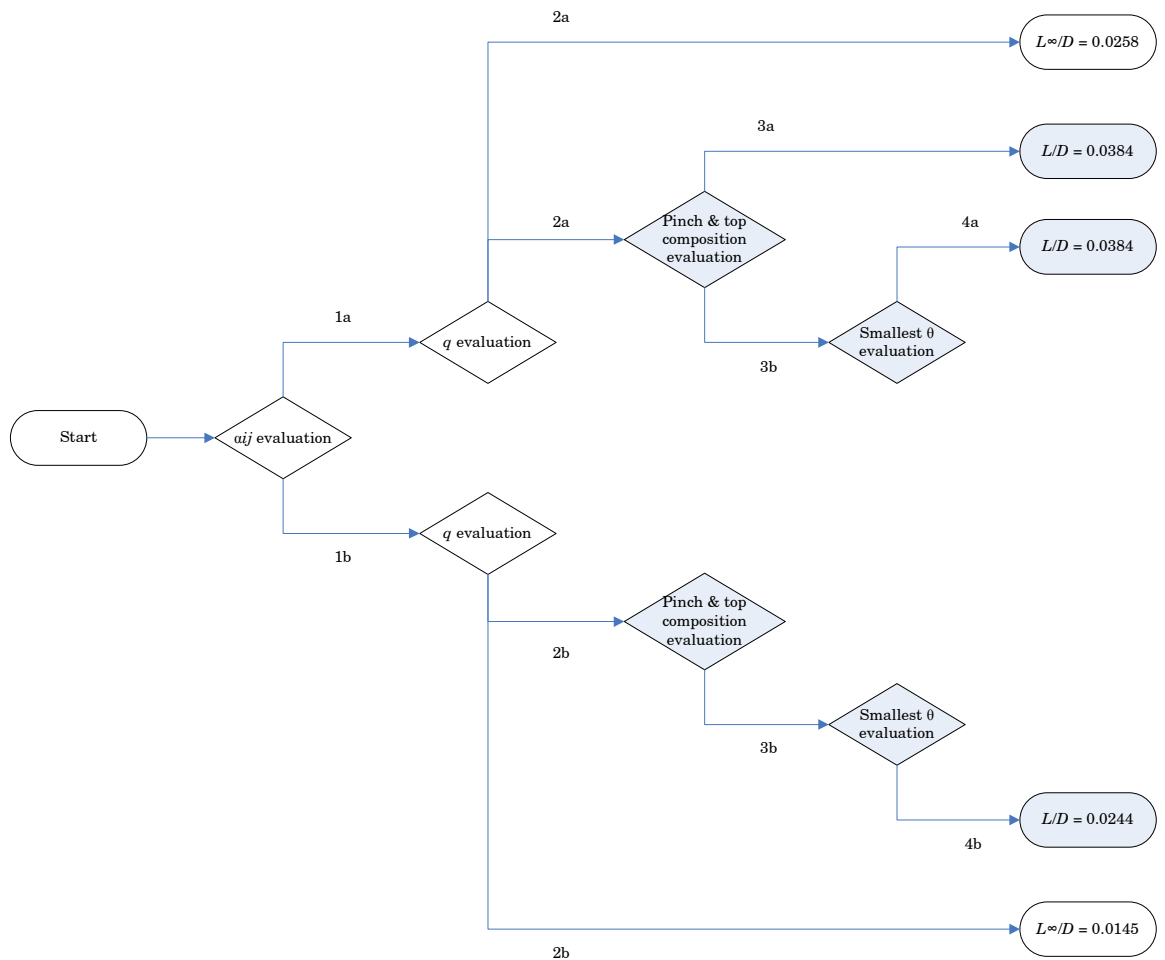 2a
L∞/D = 0.0258
3a
L/D = 0.0384
2a
Pinch & top
composition
evaluation
4a
L/D = 0.0384
1a
q evaluation
3b
Smallest θ
evaluation
Start
aij evaluation
1b
q evaluation
2b
Pinch & top
composition
evaluation
3b
Smallest θ
evaluation
4b
L/D = 0.0244
2b
L∞/D = 0.0145